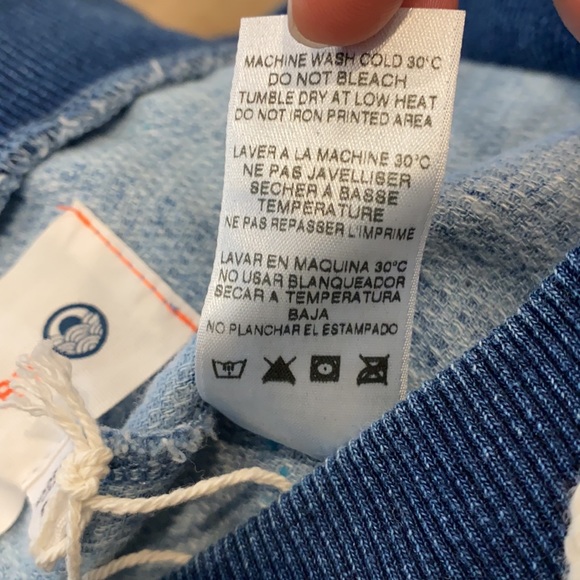 MACHINE WASH COLD 30°C
DO NOT BLEACH
TUMBLE DRY AT LOW HEAT
DO NOT IRON PRINTED AREA
LAVER A LA MACHINE 30°C
NE PAS JAVELLISER
SECHER A BASSE
TEMPERATURE
NE PAS REPASSER L'IMPRIME
LAVAR EN MAQUINA 30°C
NO USAR BLANQUEADOR
SECAR A TEMPERATURA
BAJA
NO PLANCHAR EL ESTAMPADO